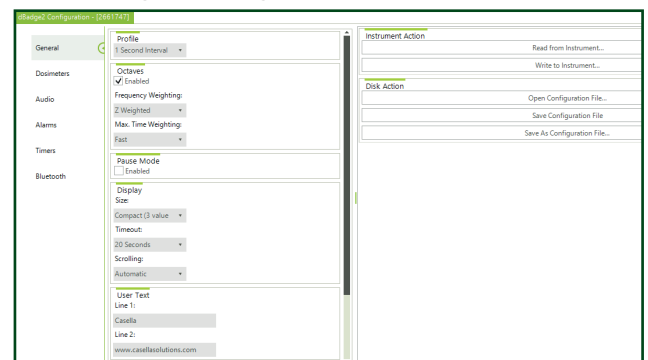 dBadge2 Configuration - [2661747]
General
Dosimeters
Audio
Alarms
Timers
Bluetooth
Profile
1 Second Interval
Octaves
Enabled
Frequency Weighting:
Z Weighted
Max. Time Weighting:
Fast
Pause Mode
Enabled
Display
Size:
Compact (3 value
Timeout:
20 Seconds
Scrolling:
Automatic
User Text
Line 1:
Casella
Line 2:
www.casellasolutions.com
Instrument Action
Read from Instrument...
Write to Instrument...
Disk Action
Open Configuration File...
Save Configuration File
Save As Configuration File...